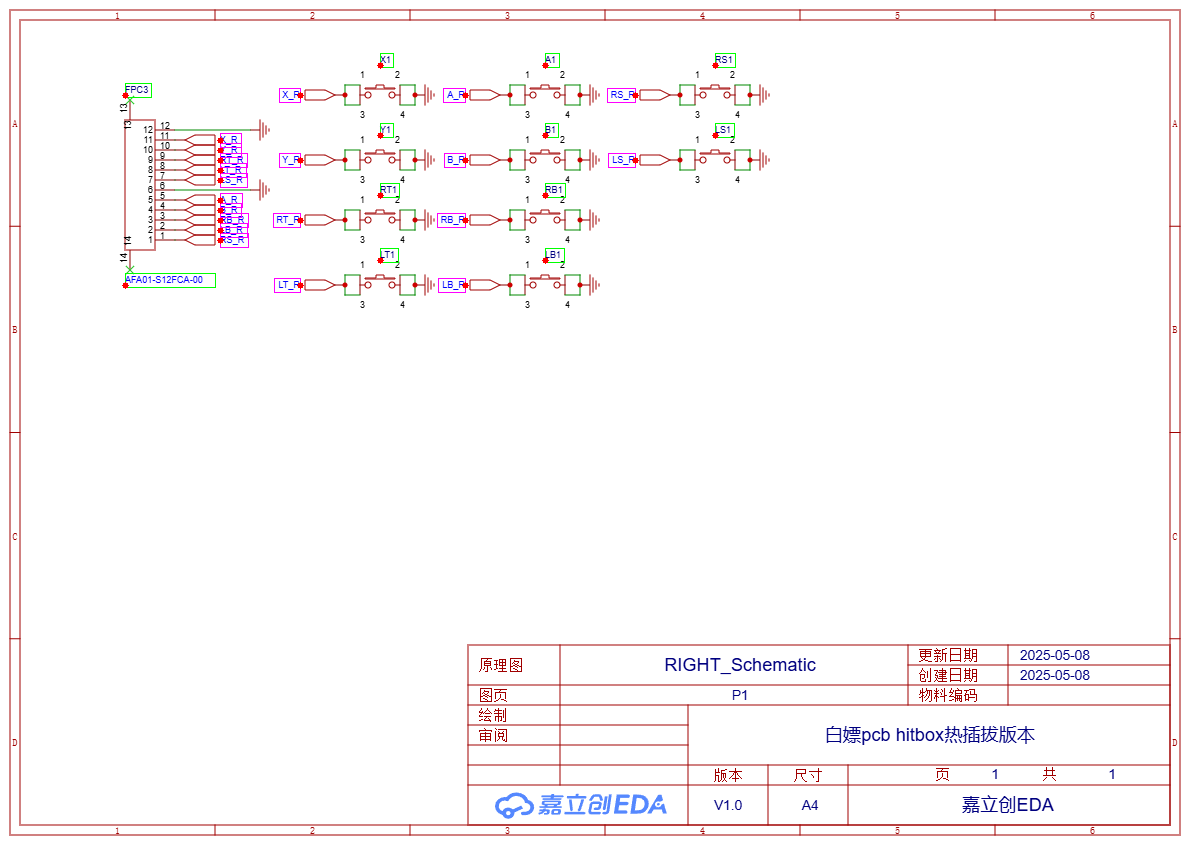 1 2 3 4 5 6
A
B
C
D
A
B
C
D
FPC3
13
13
12 12
11 11
10 10
9 9
8 8
7 7
6 6
5 5
4 4
3 3
2 2
1 1
14
14
RT_R
RB_R
RS_R
AFA01-S12FCA-00
X1
1 2
X_R
3 4
A1
1 2
A_R
3 4
RS1
1 2
RS_R
3 4
Y1
1 2
Y_R
3 4
B1
1 2
B_R
3 4
LS1
1 2
LS_R
3 4
RT1
1 2
RT_R
3 4
RB1
1 2
RB_R
3 4
LT1
1 2
LT_R
3 4
LB1
1 2
LB_R
3 4
原理图 RIGHT_Schematic
更新日期 2025-05-08
创建日期 2025-05-08
图页 P1 物料编码
绘制
审阅
白嫖pcb hitbox热插拔版本
版本 尺寸 页 1 共 1
嘉立创EDA V1.0 A4 嘉立创EDA
1 2 3 4 5 6